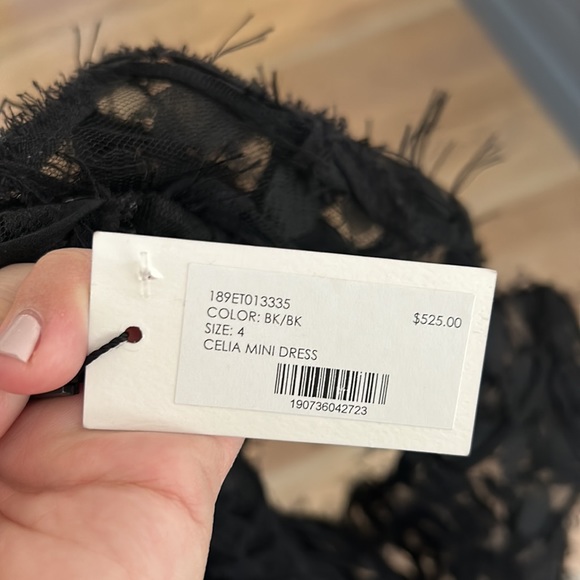 189ET013335
COLOR: BK/BK
$525.00
SIZE: 4
CELIA MINI DRESS
190736042723